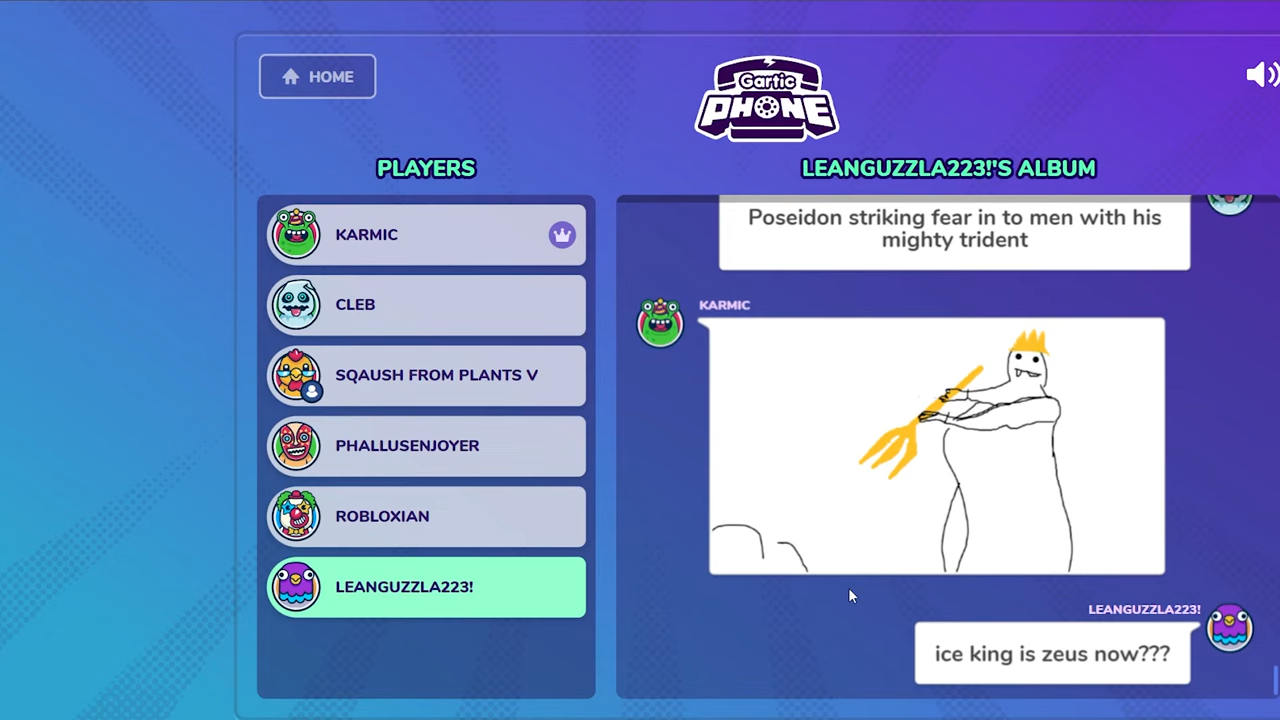 HOME
Gartic
PHONE
PLAYERS
LEANGUZZLA223!'S ALBUM
KARMIC
CLEB
SQAUSH FROM PLANTS V
PHALLUSENJOYER
ROBLOXIAN
LEANGUZZLA223!
Poseidon striking fear in to men with his
mighty trident
KARMIC
LEANGUZZLA223!
ice king is zeus now???